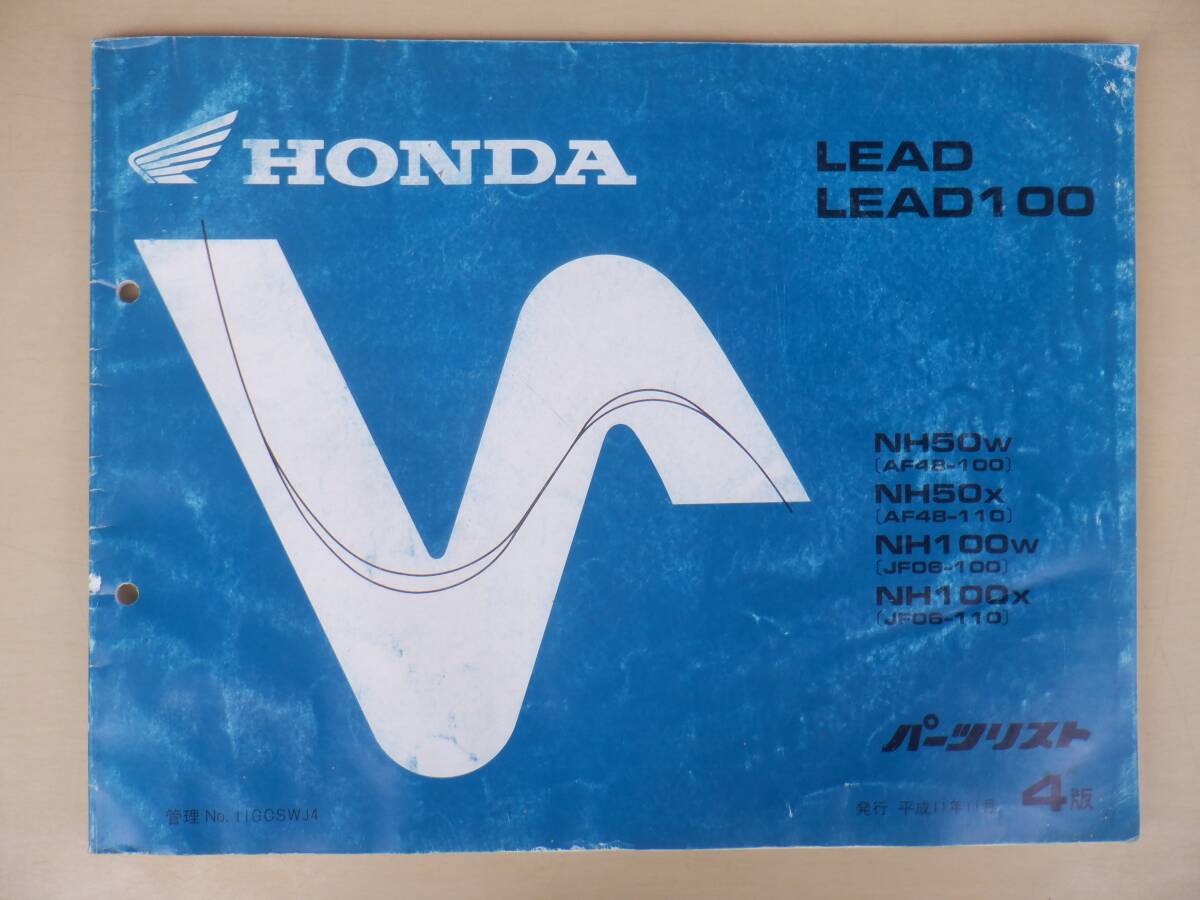 HONDA
LEAD
LEAD100
NH50W
(AF48-100)
NH50X
(AF48-110)
NH100W
(JF06-100)
NH100X
(JF06-110)
パーツリスト
管理 No. 11GCSWJ4
発行 平成11年11月 4版